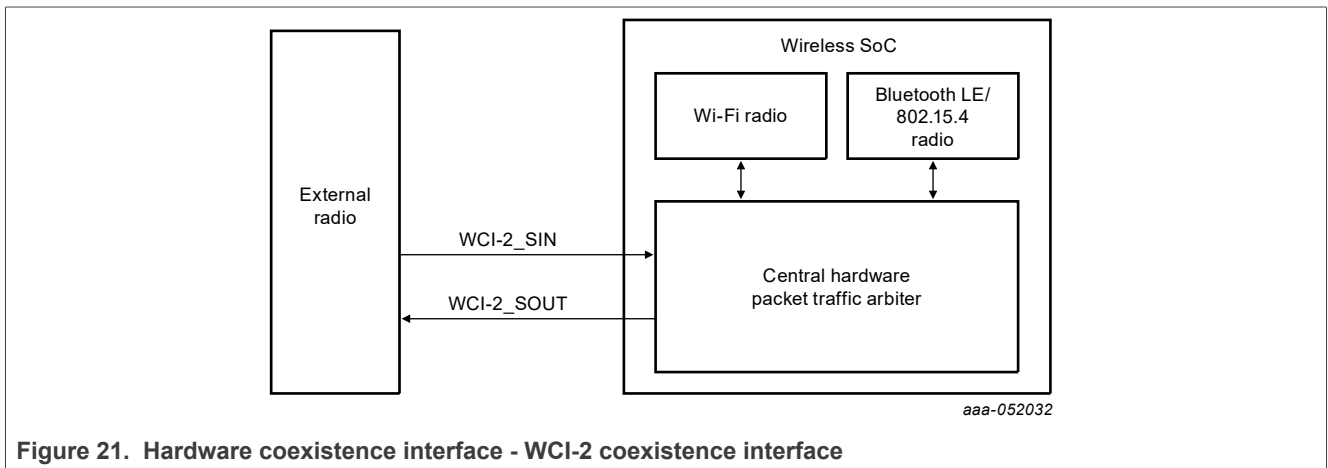 Wireless SoC
Wi-Fi radio
Bluetooth LE/
802.15.4
radio
External
radio
WCI-2_SIN
WCI-2_SOUT
Central hardware
packet traffic arbiter
aaa-052032
Figure 21. Hardware coexistence interface - WCI-2 coexistence interface